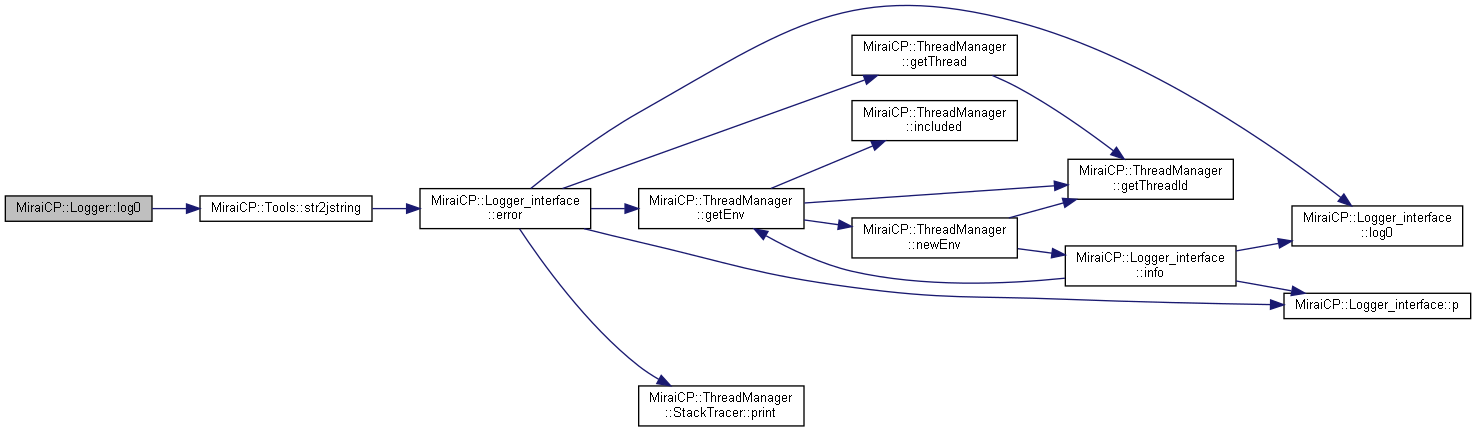 MiraiCP::Logger::log0
MiraiCP::Tools::str2jstring
MiraiCP::Logger_interface
::error
MiraiCP::ThreadManager
::getThread
MiraiCP::ThreadManager
::included
MiraiCP::ThreadManager
::getEnv
MiraiCP::ThreadManager
::newEnv
MiraiCP::ThreadManager
::getThreadId
MiraiCP::Logger_interface
::info
MiraiCP::Logger_interface
::log0
MiraiCP::Logger_interface::p
MiraiCP::ThreadManager
::StackTracer::print